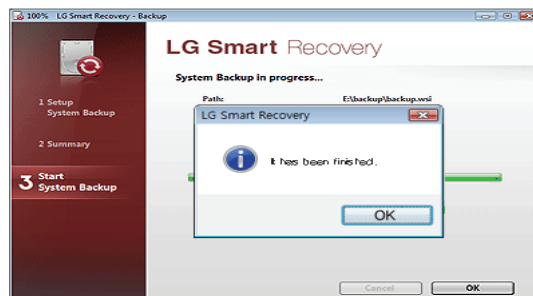 100% LG Smart Recovery - Backup
LG Smart Recovery
System Backup in progress...
Path: E:\backup\backup.wsi
1 Setup
System Backup
2 Summary
3 Start
System Backup
LG Smart Recovery
It has been finished.
OK
Cancel
OK